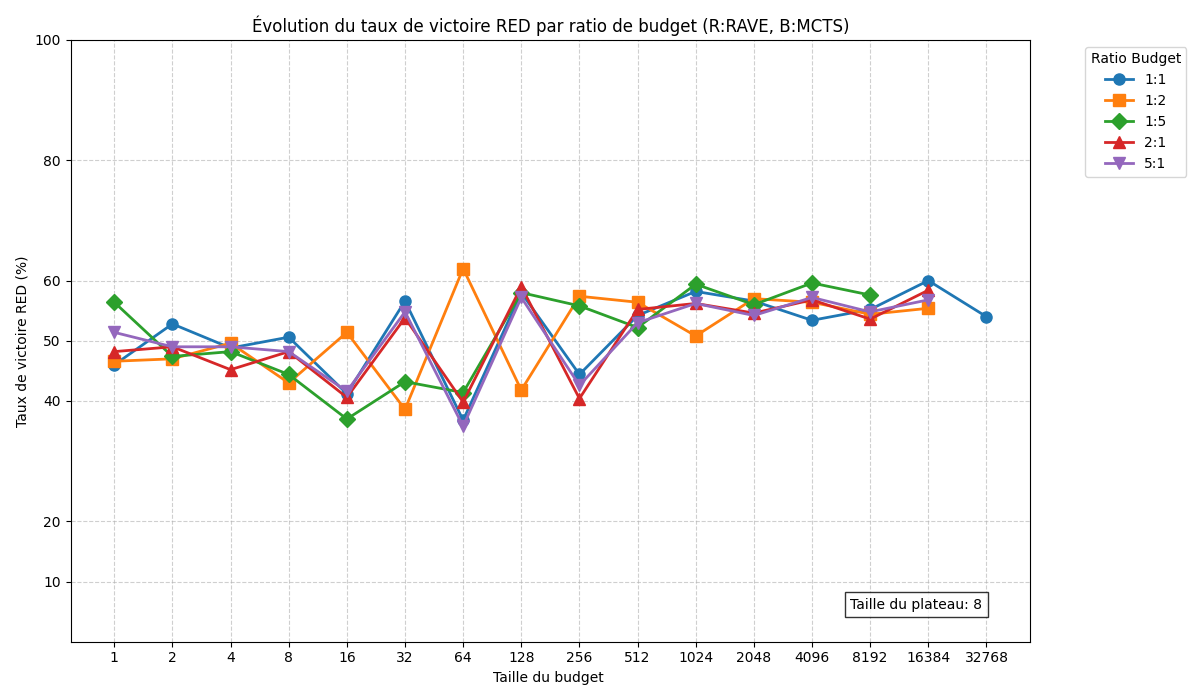 Évolution du taux de victoire RED par ratio de budget (R:RAVE, B:MCTS)
Ratio Budget
1:1
1:2
1:5
2:1
5:1
Taux de victoire RED (%)
100
80
60
50
40
20
10
Taille du plateau: 8
1 2 4 8 16 32 64 128 256 512 1024 2048 4096 8192 16384 32768
Taille du budget